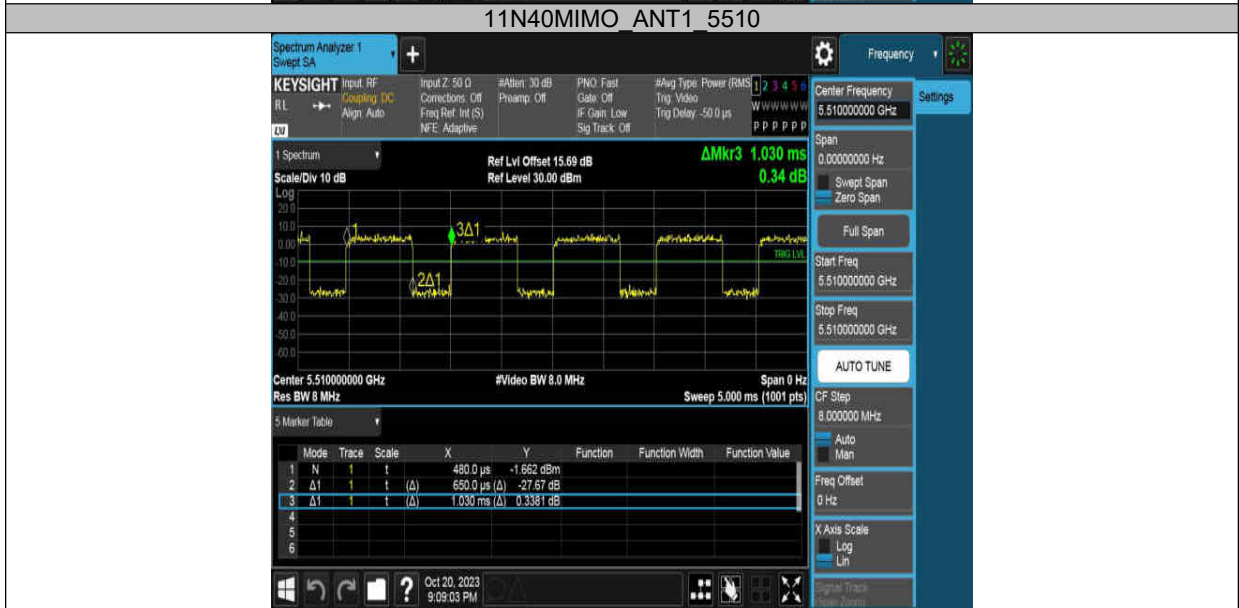 11N40MIMO_ANT1_5510
Spectrum Analyzer 1
Swept SA
+
Frequency
KEYSIGHT
RL
LXI
Input: RF
Coupling: DC
Align: Auto
Input Z: 50 Ω
Corrections: Off
Freq Ref: Int (S)
NFE: Adaptive
#Atten: 30 dB
Preamp: Off
PNO: Fast
Gate: Off
IF Gain: Low
Sig Track: Off
#Avg Type: Power (RMS
Trig: Video
Trig Delay: -50.0 µs
1 2 3 4 5 6
W W W W W W
P P P P P P
Center Frequency
5.510000000 GHz
Settings
Span
0.00000000 Hz
Swept Span
Zero Span
Full Span
Start Freq
5.510000000 GHz
Stop Freq
5.510000000 GHz
AUTO TUNE
CF Step
8.000000 MHz
Auto
Man
Freq Offset
0 Hz
X Axis Scale
Log
Lin
Signal Track
(Span Zoom)
1 Spectrum
Scale/Div 10 dB
Ref Lvl Offset 15.69 dB
Ref Level 30.00 dBm
ΔMkr3 1.030 ms
0.34 dB
Log
20.0
10.0
0.00
-10.0
-20.0
-30.0
-40.0
-50.0
-60.0
1
3Δ1
2Δ1
TRIG LVL
Center 5.510000000 GHz
Res BW 8 MHz
#Video BW 8.0 MHz
Span 0 Hz
Sweep 5.000 ms (1001 pts)
5 Marker Table
Mode Trace Scale X Y Function Function Width Function Value
1 N 1 t 480.0 µs -1.662 dBm
2 Δ1 1 t (Δ) 650.0 µs (Δ) -27.67 dB
3 Δ1 1 t (Δ) 1.030 ms (Δ) 0.3381 dB
4
5
6
?
Oct 20, 2023
9:09:03 PM